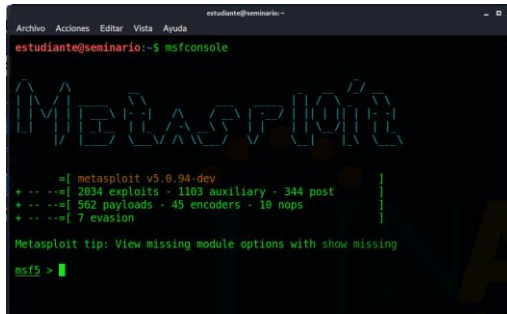 estudiante@seminario:~
Archivo Acciones Editar Vista Ayuda
estudiante@seminario:~$ msfconsole
METASPLOIT
=[ metasploit v5.0.94-dev ]
+ -- --=[ 2034 exploits - 1103 auxiliary - 344 post ]
+ -- --=[ 562 payloads - 45 encoders - 10 nops ]
+ -- --=[ 7 evasion ]
Metasploit tip: View missing module options with show missing
msf5 >